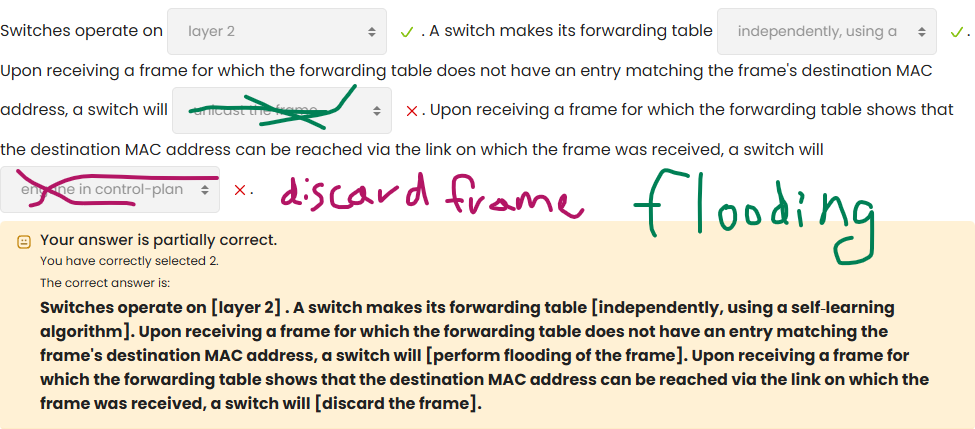 Switches operate on layer 2 . A switch makes its forwarding table independently, using a .
Upon receiving a frame for which the forwarding table does not have an entry matching the frame's destination MAC
address, a switch will unicast the frame . Upon receiving a frame for which the forwarding table shows that
the destination MAC address can be reached via the link on which the frame was received, a switch will
engine in control-plan . discard frame flooding
Your answer is partially correct.
You have correctly selected 2.
The correct answer is:
Switches operate on [layer 2] . A switch makes its forwarding table [independently, using a self-learning
algorithm]. Upon receiving a frame for which the forwarding table does not have an entry matching the
frame's destination MAC address, a switch will [perform flooding of the frame]. Upon receiving a frame for
which the forwarding table shows that the destination MAC address can be reached via the link on which the
frame was received, a switch will [discard the frame].